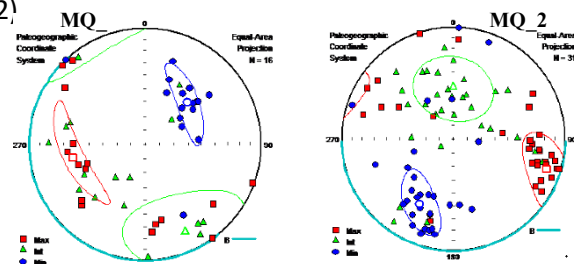 2)
MQ_
MQ_2
0
Paleogeographic
Coordinate
System
Equal-Area
Projection
N = 16
270
90
Max
Int
Min
B
Paleogeographic
Coordinate
System
Equal-Area
Projection
N = 31
270
90
180
Max
Int
Min
B